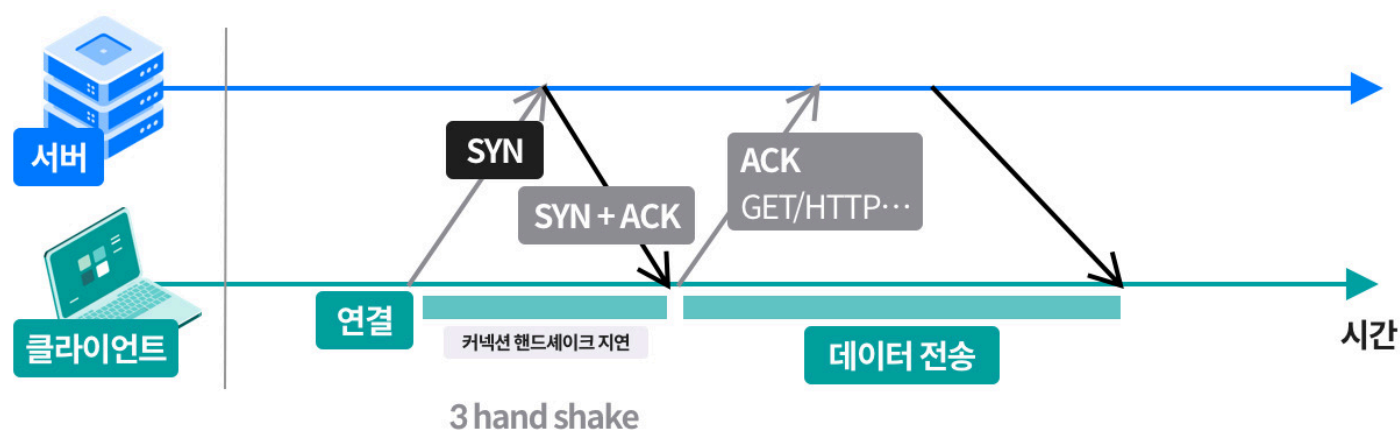 서버
SYN
SYN + ACK
ACK
GET/HTTP…
클라이언트
연결
커넥션 핸드셰이크 지연
데이터 전송
시간
3 hand shake